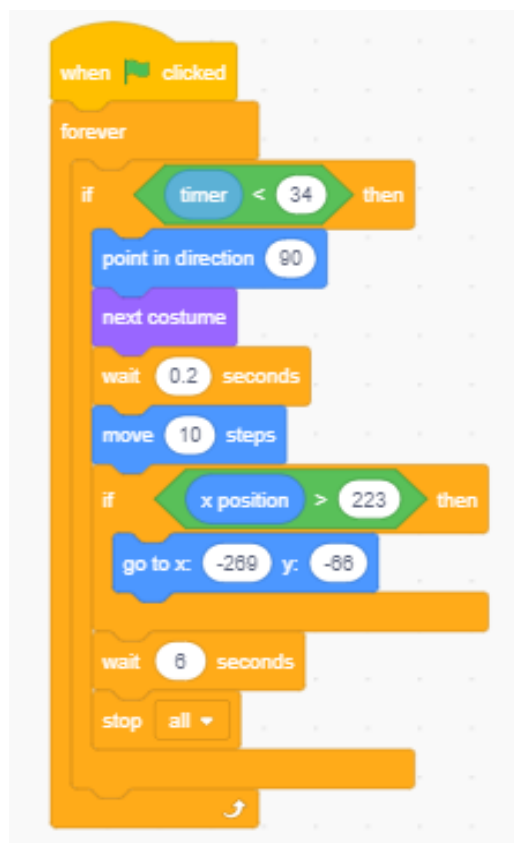 when clicked
forever
if timer < 34 then
point in direction 90
next costume
wait 0.2 seconds
move 10 steps
if x position > 223 then
go to x: -269 y: -66
wait 6 seconds
stop all